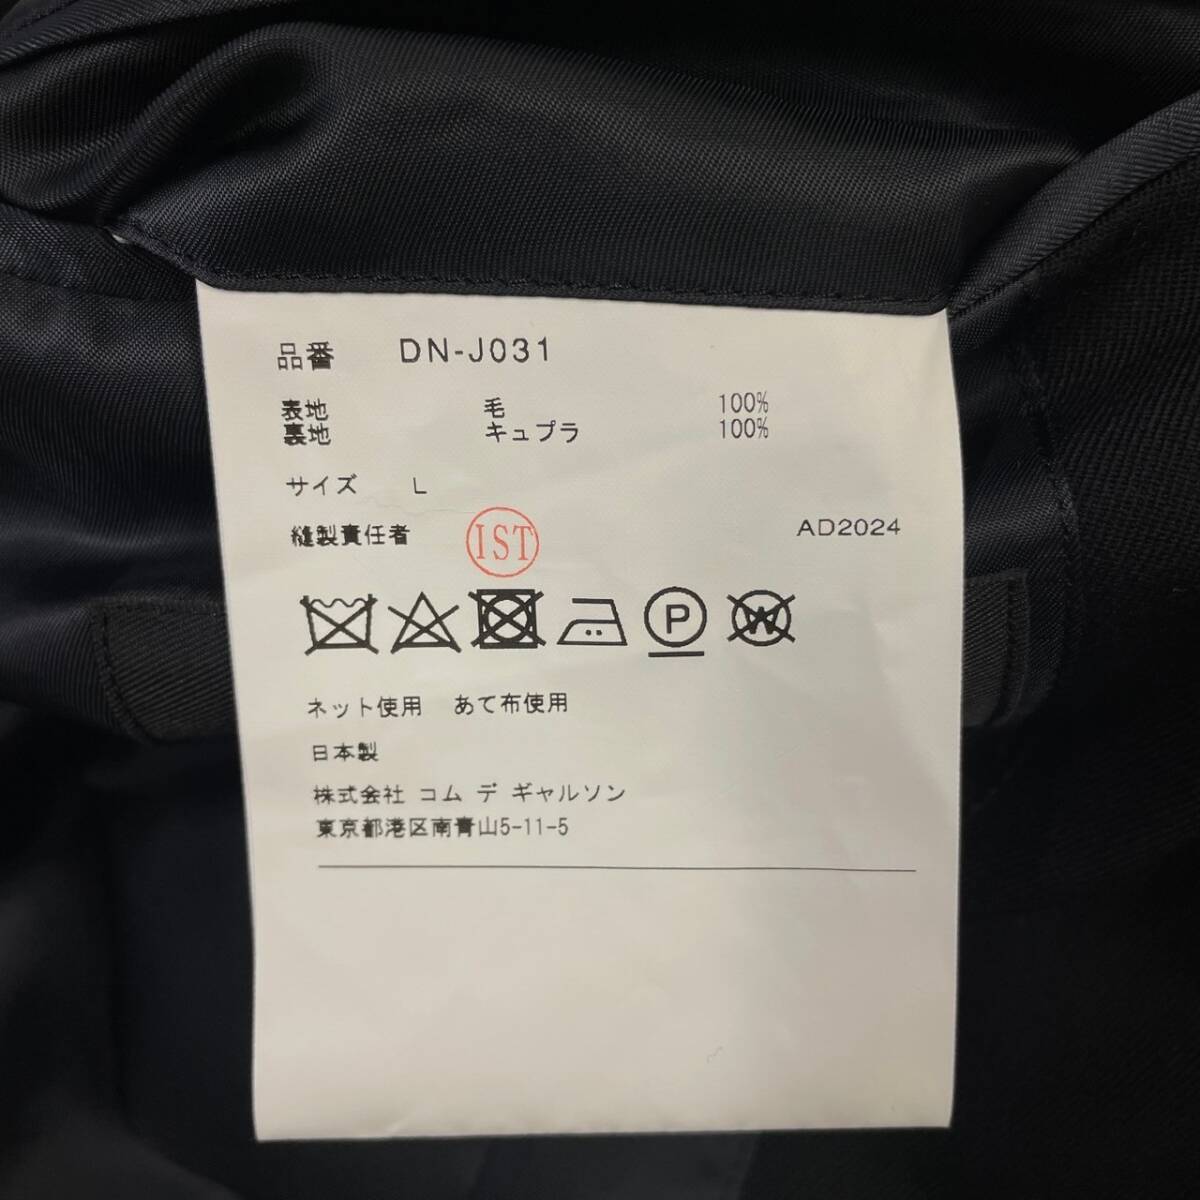 品番 DN-J031
表地 毛 100%
裏地 キュプラ 100%
サイズ L
縫製責任者 IST AD2024
P W
ネット使用 あて布使用
日本製
株式会社 コム デ ギャルソン
東京都港区南青山5-11-5